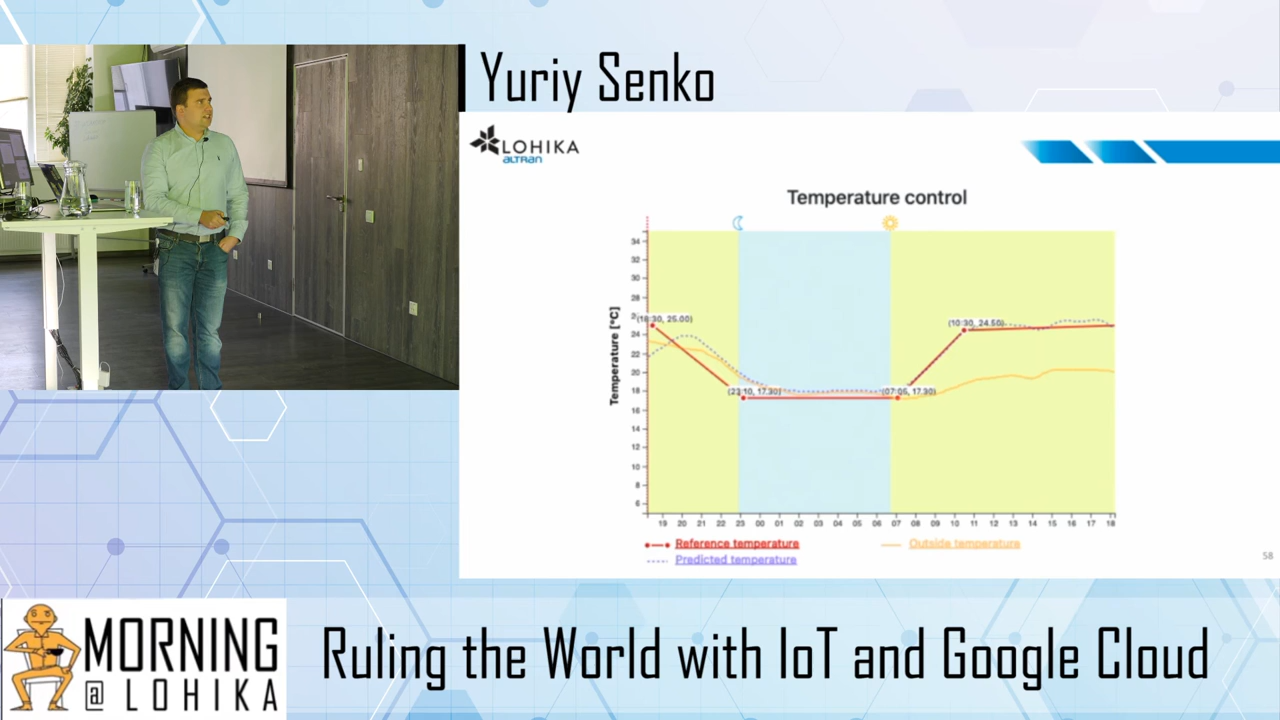 Yuriy Senko
LOHIKA
altran
Temperature control
34
32
30
28
26
24
22
20
18
16
14
12
10
8
6
Temperature [°C]
(18:30, 25.00)
(23:10, 17.30)
(07:05, 17.30)
(10:30, 24.50)
19 20 21 22 23 00 01 02 03 04 05 06 07 08 09 10 11 12 13 14 15 16 17 18
Reference temperature
Outside temperature
Predicted temperature
58
MORNING
@ LOHIKA
Ruling the World with IoT and Google Cloud